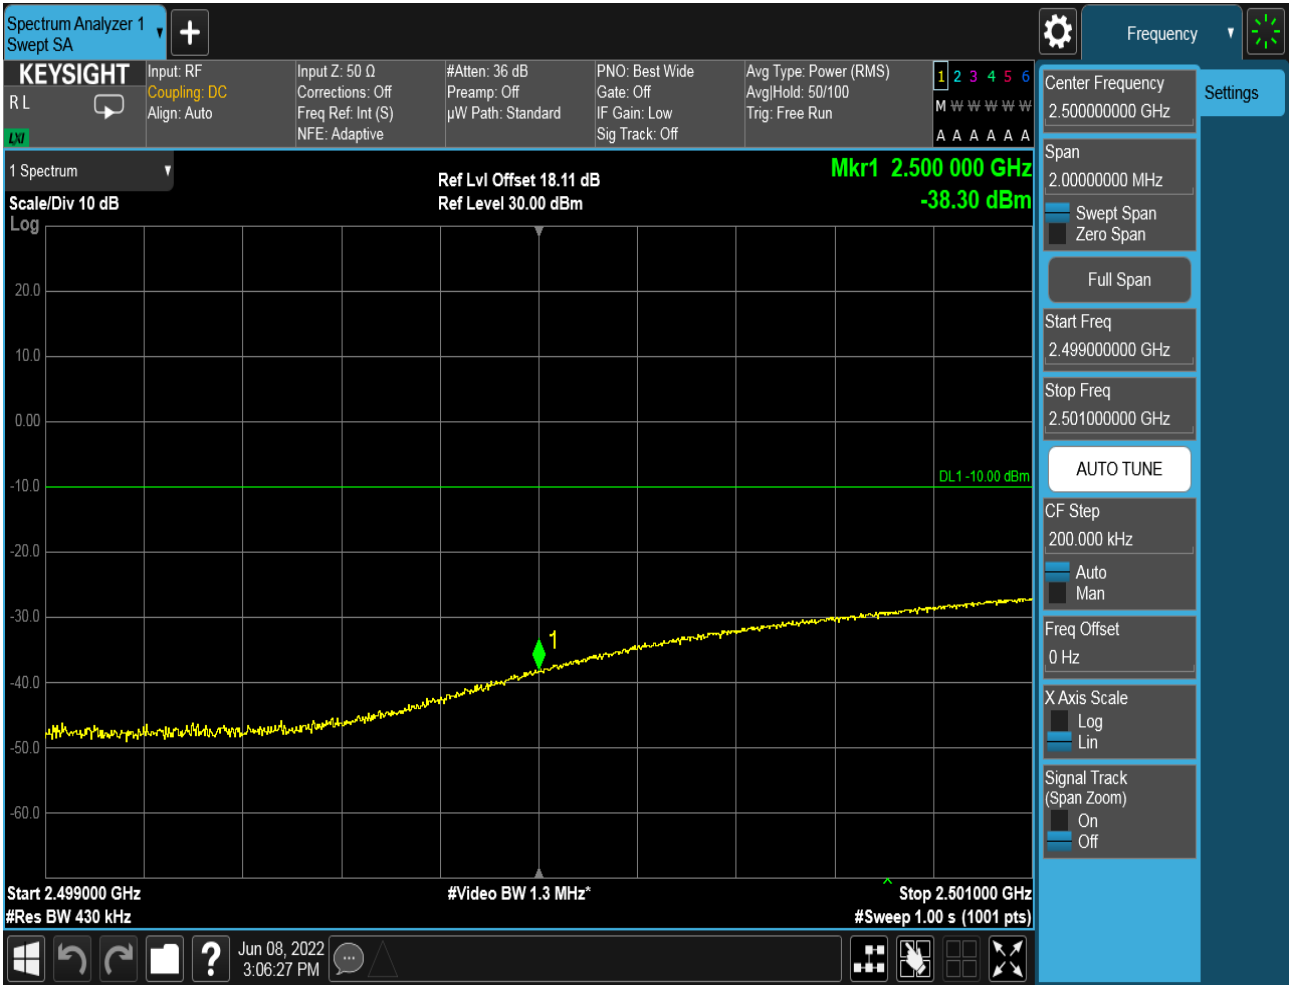 Spectrum Analyzer 1
Swept SA
Frequency
KEYSIGHT
R L
LXI
Input: RF
Coupling: DC
Align: Auto
Input Z: 50 Ω
Corrections: Off
Freq Ref: Int (S)
NFE: Adaptive
#Atten: 36 dB
Preamp: Off
µW Path: Standard
PNO: Best Wide
Gate: Off
IF Gain: Low
Sig Track: Off
Avg Type: Power (RMS)
Avg|Hold: 50/100
Trig: Free Run
1 2 3 4 5 6
M W W W W W
A A A A A A
1 Spectrum
Scale/Div 10 dB
Log
Ref Lvl Offset 18.11 dB
Ref Level 30.00 dBm
Mkr1 2.500 000 GHz
-38.30 dBm
20.0
10.0
0.00
-10.0
-20.0
-30.0
-40.0
-50.0
-60.0
DL1 -10.00 dBm
1
Start 2.499000 GHz
#Res BW 430 kHz
#Video BW 1.3 MHz*
Stop 2.501000 GHz
#Sweep 1.00 s (1001 pts)
Center Frequency
2.500000000 GHz
Span
2.00000000 MHz
Swept Span
Zero Span
Full Span
Start Freq
2.499000000 GHz
Stop Freq
2.501000000 GHz
AUTO TUNE
CF Step
200.000 kHz
Auto
Man
Freq Offset
0 Hz
X Axis Scale
Log
Lin
Signal Track
(Span Zoom)
On
Off
Settings
?
Jun 08, 2022
3:06:27 PM